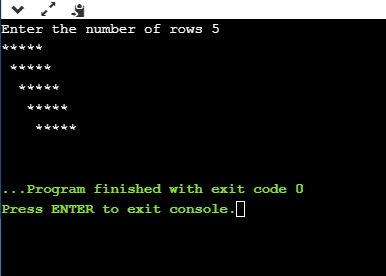 Enter the number of rows 5
*****
 *****
  *****
   *****
    *****
...Program finished with exit code 0
Press ENTER to exit console.